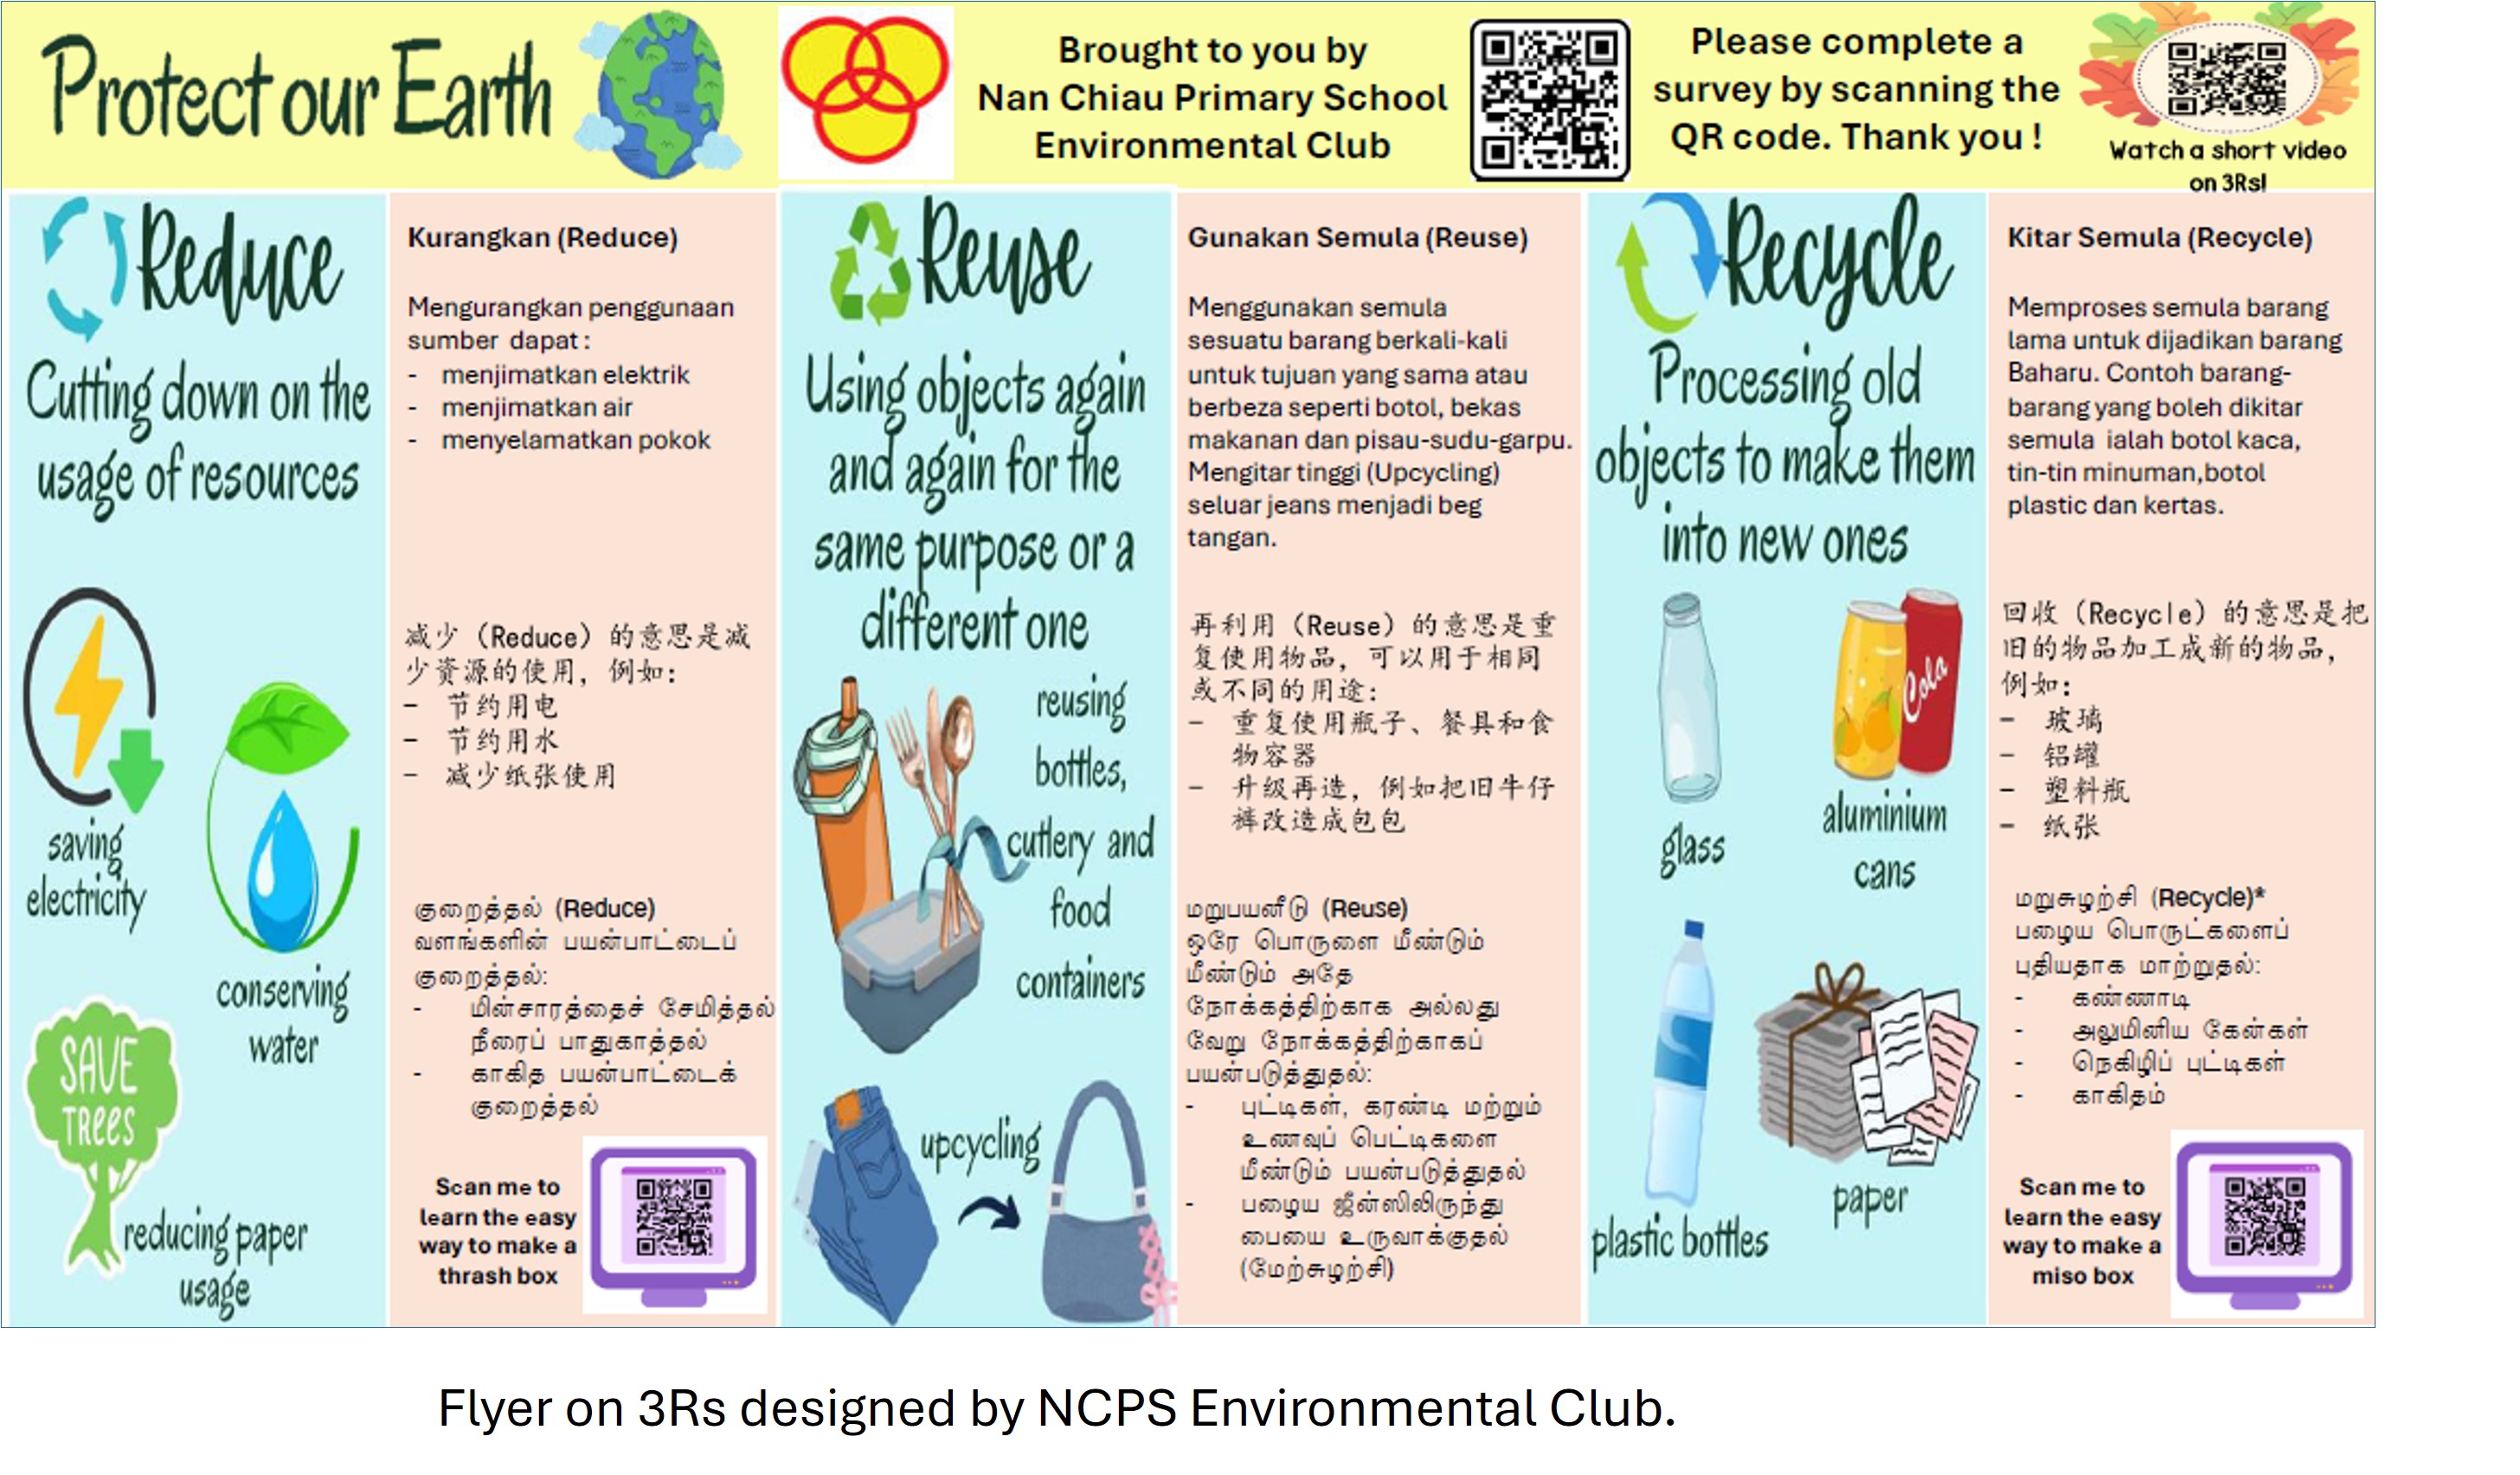 Protect our Earth
Brought to you by
Nan Chiau Primary School
Environmental Club
Please complete a
survey by scanning the
QR code. Thank you !
Watch a short video
on 3Rs!
Reduce
Cutting down on the
usage of resources
saving
electricity
conserving
water
SAVE
TREES
reducing paper
usage
Kurangkan (Reduce)
Mengurangkan penggunaan
sumber dapat :
- menjimatkan elektrik
- menjimatkan air
- menyelamatkan pokok
减少（Reduce）的意思是减
少资源的使用，例如：
- 节约用电
- 节约用水
- 减少纸张使用
குறைத்தல் (Reduce)
வளங்களின் பயன்பாட்டைப்
குறைத்தல்:
- மின்சாரத்தைச் சேமித்தல்
நீரைப் பாதுகாத்தல்
- காகித பயன்பாட்டைக்
குறைத்தல்
Scan me to
learn the easy
way to make a
thrash box
Reuse
Using objects again
and again for the
same purpose or a
different one
reusing
bottles,
cutlery and
food
containers
upcycling
Gunakan Semula (Reuse)
Menggunakan semula
sesuatu barang berkali-kali
untuk tujuan yang sama atau
berbeza seperti botol, bekas
makanan dan pisau-sudu-garpu.
Mengitar tinggi (Upcycling)
seluar jeans menjadi beg
tangan.
再利用（Reuse）的意思是重
复使用物品，可以用于相同
或不同的用途：
- 重复使用瓶子、餐具和食
物容器
- 升级再造，例如把旧牛仔
裤改造成包包
மறுபயனீடு (Reuse)
ஒரே பொருளை மீண்டும்
மீண்டும் அதே
நோக்கத்திற்காக அல்லது
வேறு நோக்கத்திற்காகப்
பயன்படுத்துதல்:
- புட்டிகள், கரண்டி மற்றும்
உணவுப் பெட்டிகளை
மீண்டும் பயன்படுத்துதல்
- பழைய ஜீன்ஸிலிருந்து
பையை உருவாக்குதல்
(மேற்சுழற்சி)
Recycle
Processing old
objects to make them
into new ones
Cola
glass
aluminium
cans
plastic bottles
paper
Kitar Semula (Recycle)
Memproses semula barang
lama untuk dijadikan barang
Baharu. Contoh barang-
barang yang boleh dikitar
semula ialah botol kaca,
tin-tin minuman,botol
plastic dan kertas.
回收（Recycle）的意思是把
旧的物品加工成新的物品，
例如：
- 玻璃
- 铝罐
- 塑料瓶
- 纸张
மறுசுழற்சி (Recycle)*
பழைய பொருட்களைப்
புதியதாக மாற்றுதல்:
- கண்ணாடி
- அலுமினிய கேன்கள்
- நெகிழிப் புட்டிகள்
- காகிதம்
Scan me to
learn the easy
way to make a
miso box
Flyer on 3Rs designed by NCPS Environmental Club.